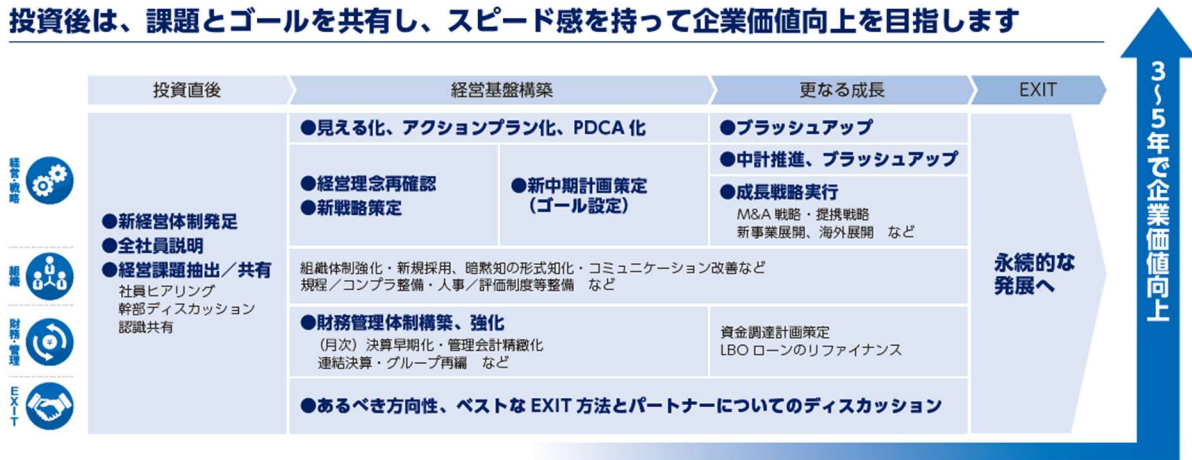 投資後は、課題とゴールを共有し、スピード感を持って企業価値向上を目指します
投資直後
経営基盤構築
更なる成長
EXIT
経営・戦略
組織
財務・管理
EXIT
●新経営体制発足
●全社員説明
●経営課題抽出／共有
社員ヒアリング
幹部ディスカッション
認識共有
●見える化、アクションプラン化、PDCA 化
●経営理念再確認
●新戦略策定
●新中期計画策定
（ゴール設定）
●ブラッシュアップ
●中計推進、ブラッシュアップ
●成長戦略実行
M&A 戦略・提携戦略
新事業展開、海外展開　など
組織体制強化・新規採用、暗黙知の形式知化・コミュニケーション改善など
規程／コンプラ整備・人事／評価制度等整備　など
●財務管理体制構築、強化
（月次）決算早期化・管理会計精緻化
連結決算・グループ再編　など
資金調達計画策定
LBO ローンのリファイナンス
●あるべき方向性、ベストな EXIT 方法とパートナーについてのディスカッション
永続的な
発展へ
3～5年で企業価値向上